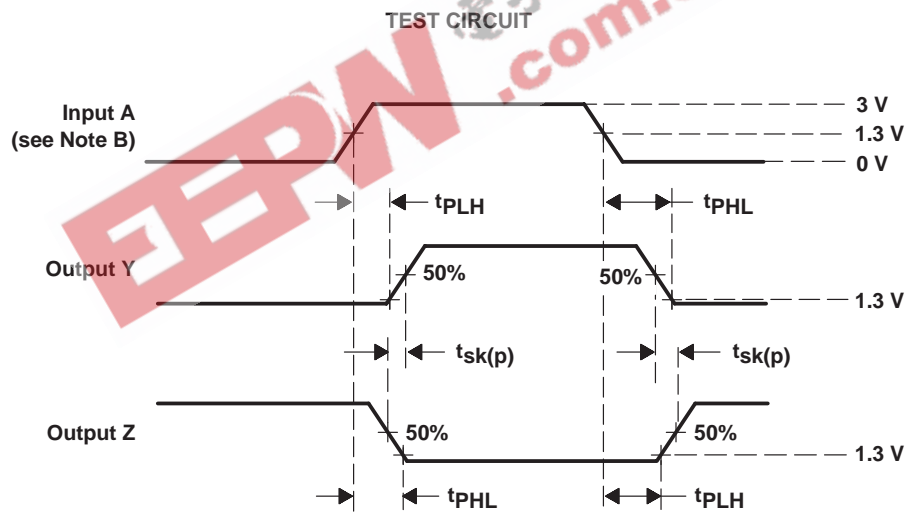 TEST CIRCUIT
.com.
EEPW
Input A
(see Note B)
3 V
1.3 V
0 V
tPLH
tPHL
Output Y
50%
50%
1.3 V
tsk(p)
tsk(p)
Output Z
50%
50%
1.3 V
tPHL
tPLH